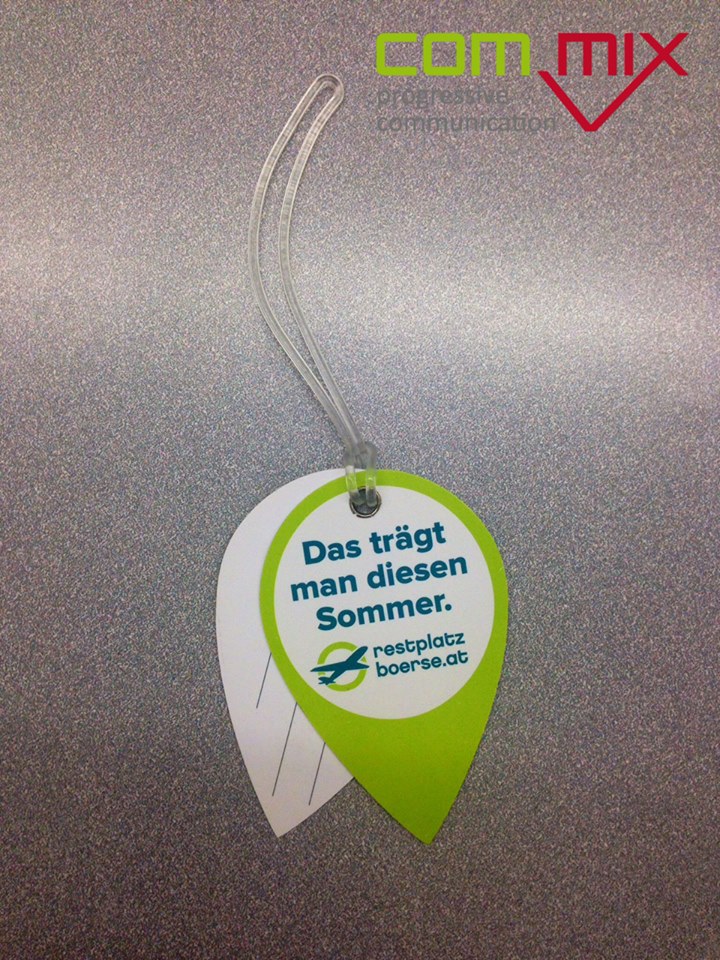 com mix
progressive
communication
Das trägt
man diesen
Sommer.
restplatz
boerse.at